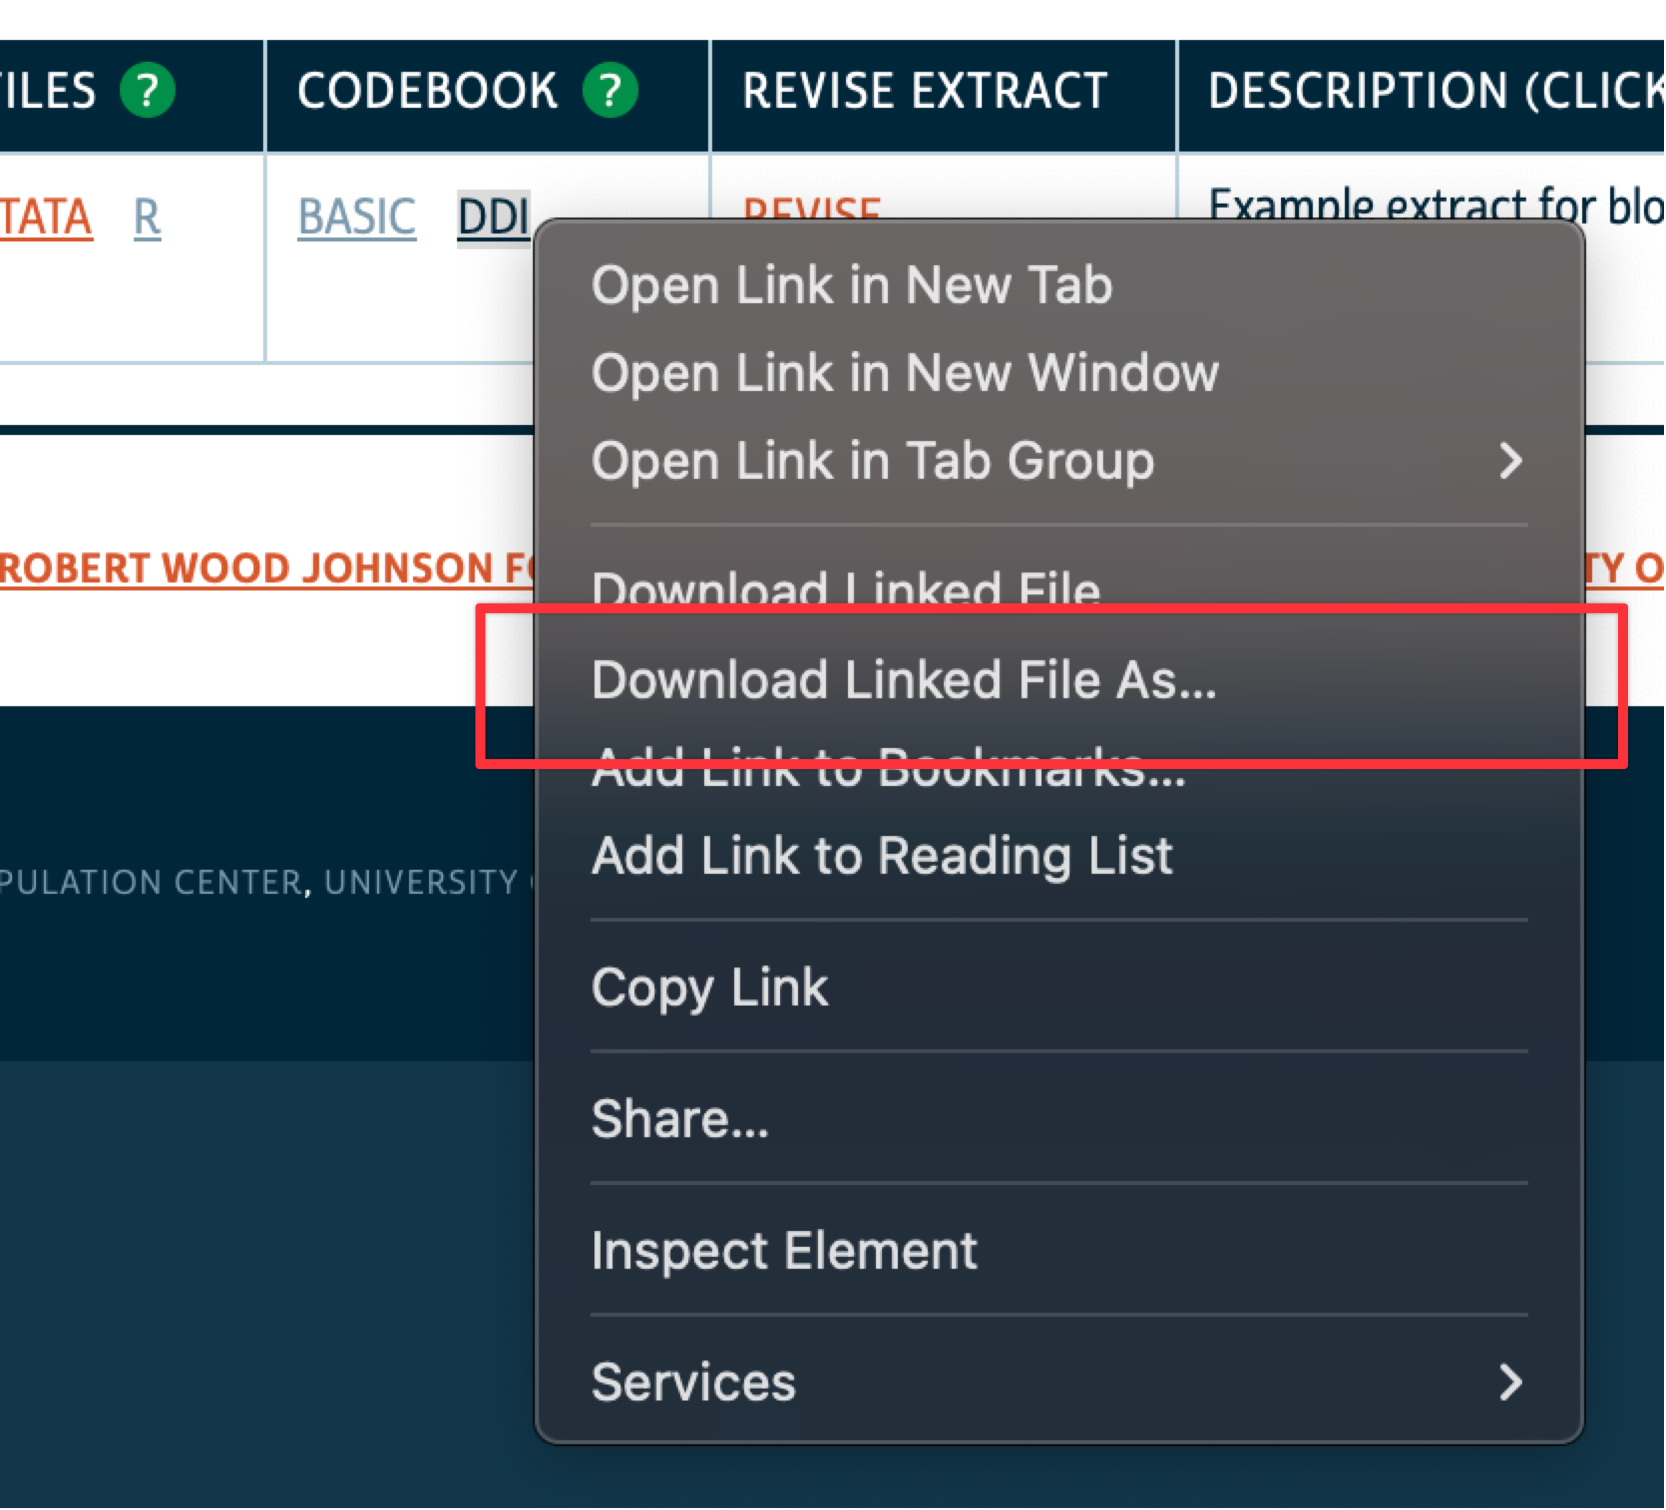 ILES ? CODEBOOK ? REVISE EXTRACT DESCRIPTION (CLICK
TATA R BASIC DDI REVISE Example extract for blo
Open Link in New Tab
Open Link in New Window
Open Link in Tab Group
ROBERT WOOD JOHNSON F TY O
Download Linked File
Download Linked File As...
Add Link to Bookmarks...
Add Link to Reading List
PULATION CENTER, UNIVERSITY
Copy Link
Share...
Inspect Element
Services